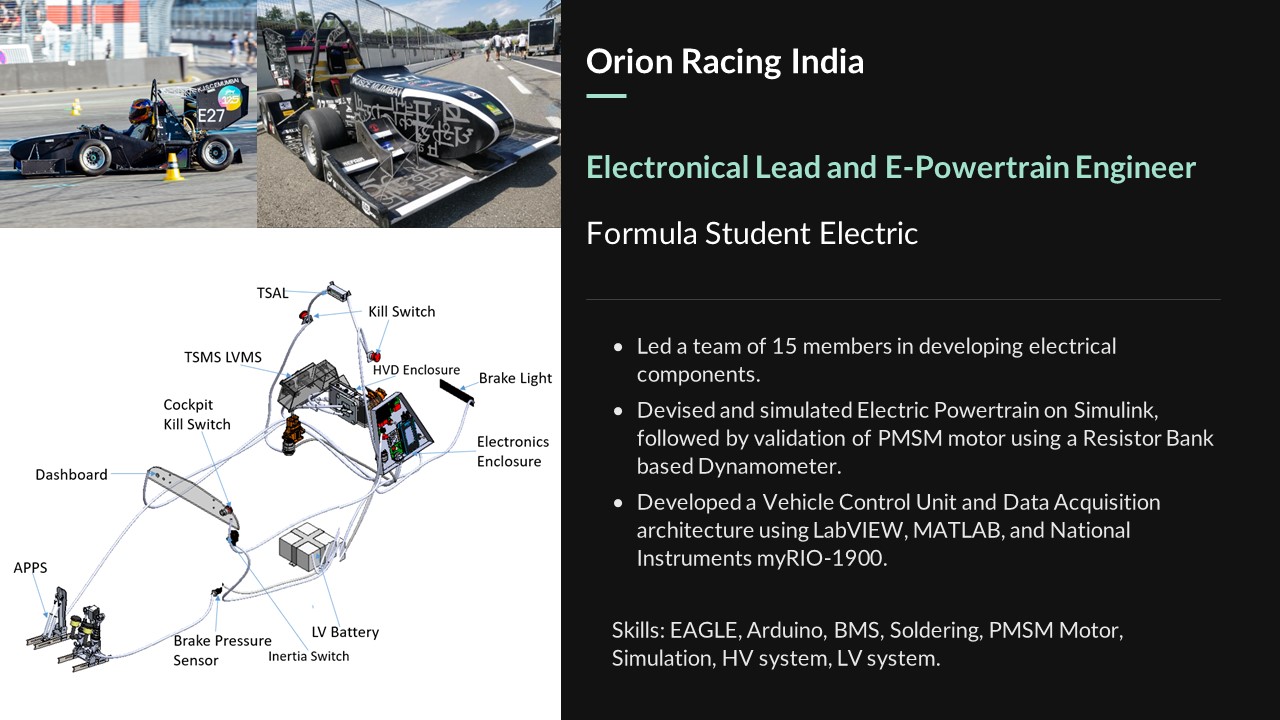 E27
Orion Racing India
Electronical Lead and E-Powertrain Engineer
Formula Student Electric
• Led a team of 15 members in developing electrical
components.
• Devised and simulated Electric Powertrain on Simulink,
followed by validation of PMSM motor using a Resistor Bank
based Dynamometer.
• Developed a Vehicle Control Unit and Data Acquisition
architecture using LabVIEW, MATLAB, and National
Instruments myRIO-1900.
Skills: EAGLE, Arduino, BMS, Soldering, PMSM Motor,
Simulation, HV system, LV system.
TSAL
Kill Switch
TSMS LVMS
HVD Enclosure
Brake Light
Cockpit
Kill Switch
Electronics
Enclosure
Dashboard
APPS
LV Battery
Brake Pressure
Sensor
Inertia Switch